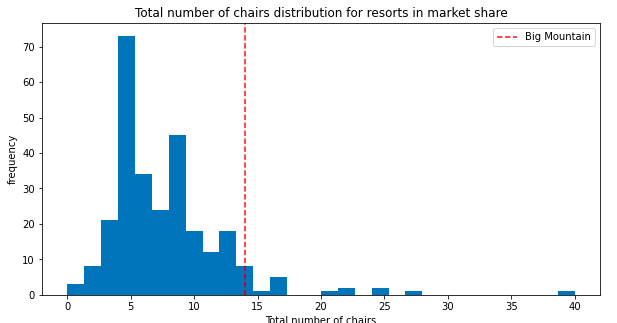 Total number of chairs distribution for resorts in market share
Big Mountain
frequency
70
60
50
40
30
20
10
0
0 5 10 15 20 25 30 35 40
Total number of chairs